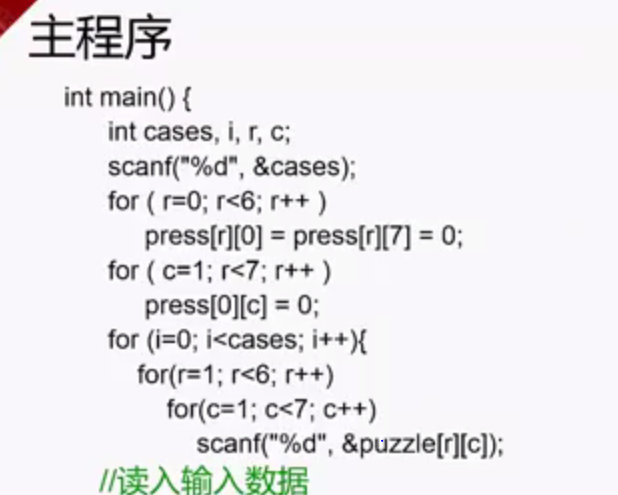 主程序
int main() {
int cases, i, r, c;
scanf("%d", &cases);
for ( r=0; r<6; r++ )
press[r][0] = press[r][7] = 0;
for ( c=1; r<7; r++ )
press[0][c] = 0;
for (i=0; i<cases; i++){
for(r=1; r<6; r++)
for(c=1; c<7; c++)
scanf("%d", &puzzle[r][c]);
//读入输入数据